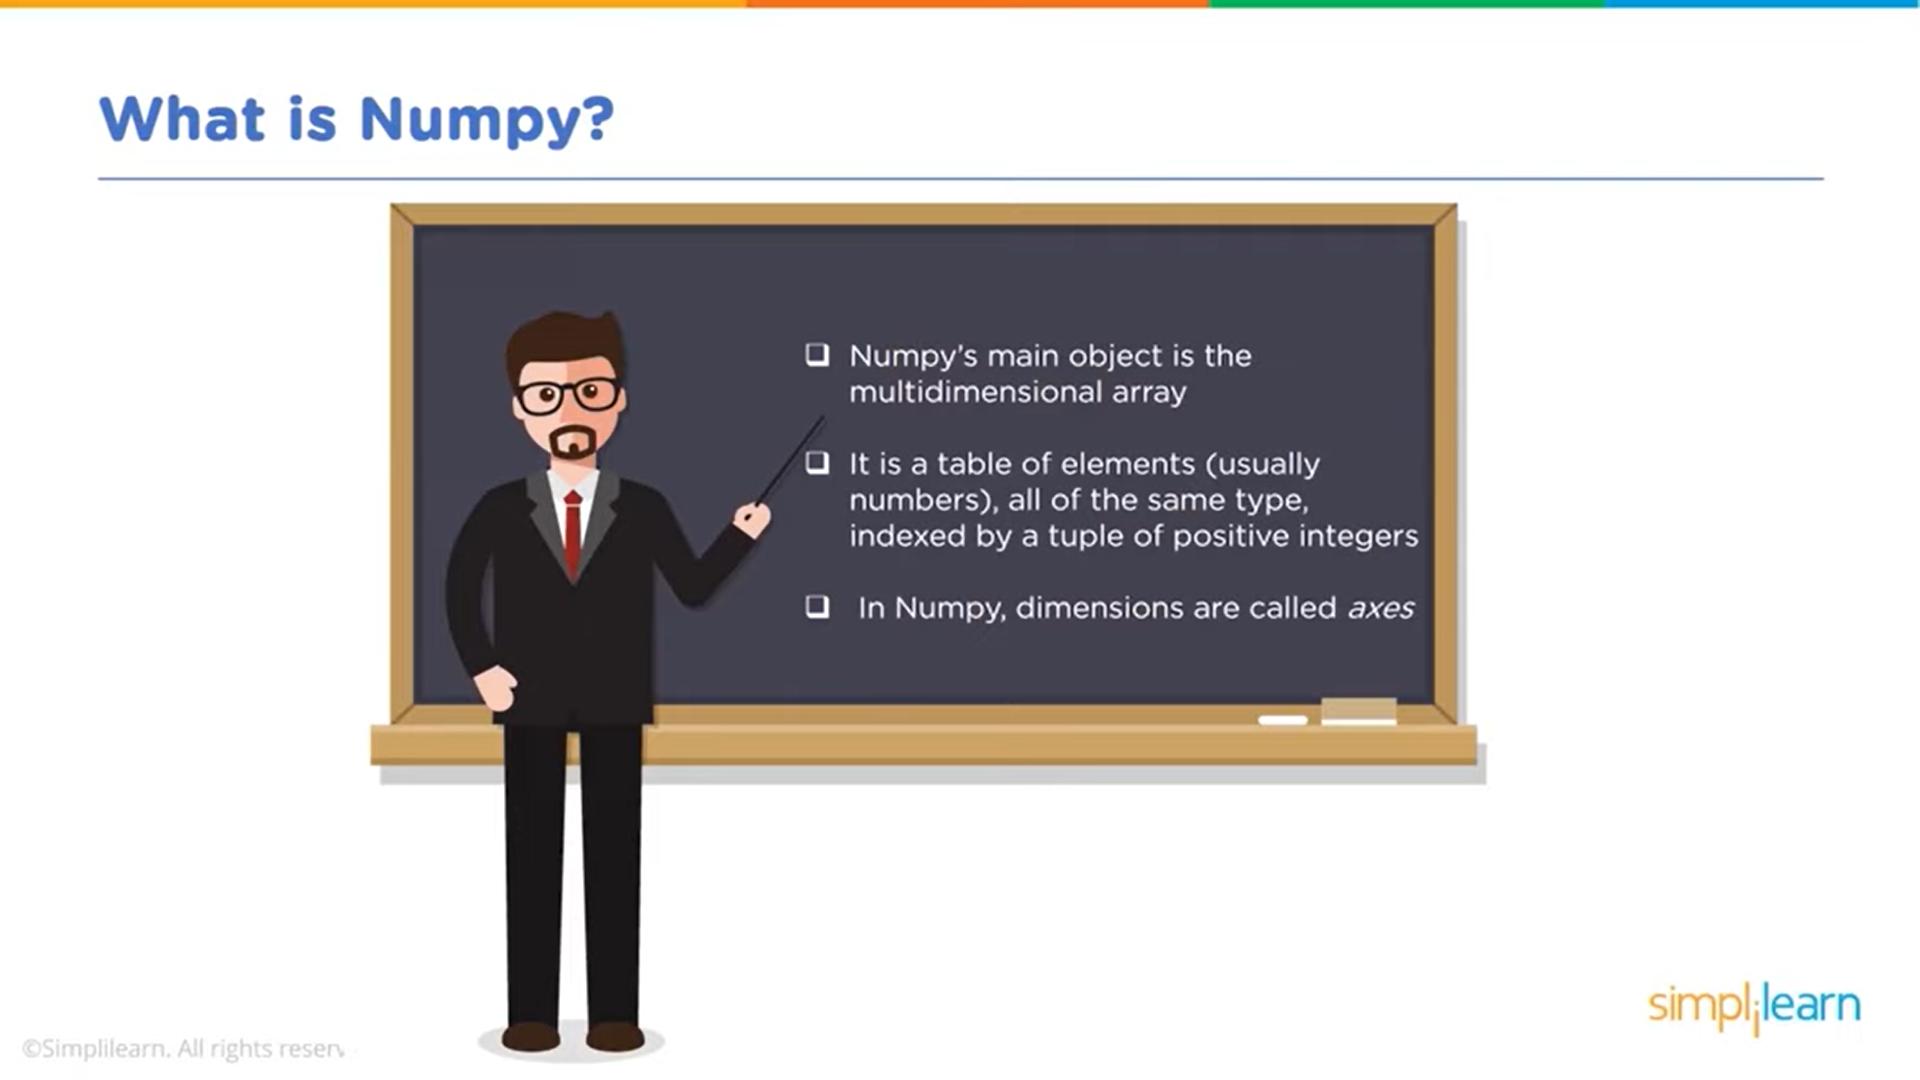 What is Numpy?
Numpy's main object is the
multidimensional array
It is a table of elements (usually
numbers), all of the same type,
indexed by a tuple of positive integers
In Numpy, dimensions are called axes
simplilearn
©Simplilearn. All rights